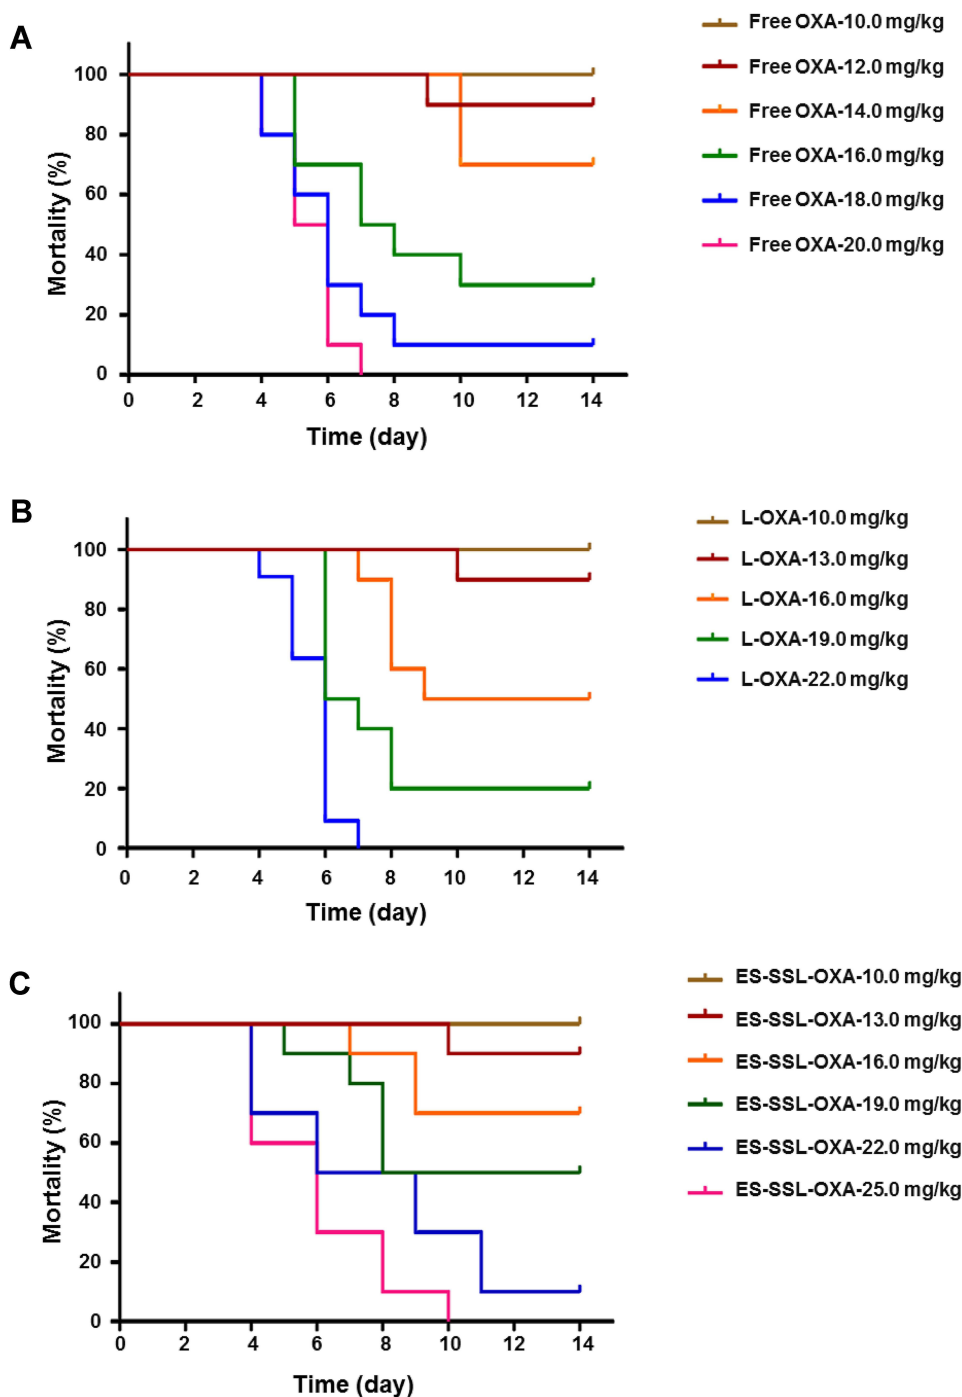 A
Free OXA-10.0 mg/kg
Free OXA-12.0 mg/kg
Free OXA-14.0 mg/kg
Free OXA-16.0 mg/kg
Free OXA-18.0 mg/kg
Free OXA-20.0 mg/kg
Mortality (%)
100
80
60
40
20
0
0 2 4 6 8 10 12 14
Time (day)
B
L-OXA-10.0 mg/kg
L-OXA-13.0 mg/kg
L-OXA-16.0 mg/kg
L-OXA-19.0 mg/kg
L-OXA-22.0 mg/kg
Mortality (%)
100
80
60
40
20
0
0 2 4 6 8 10 12 14
Time (day)
C
ES-SSL-OXA-10.0 mg/kg
ES-SSL-OXA-13.0 mg/kg
ES-SSL-OXA-16.0 mg/kg
ES-SSL-OXA-19.0 mg/kg
ES-SSL-OXA-22.0 mg/kg
ES-SSL-OXA-25.0 mg/kg
Mortality (%)
100
80
60
40
20
0
0 2 4 6 8 10 12 14
Time (day)